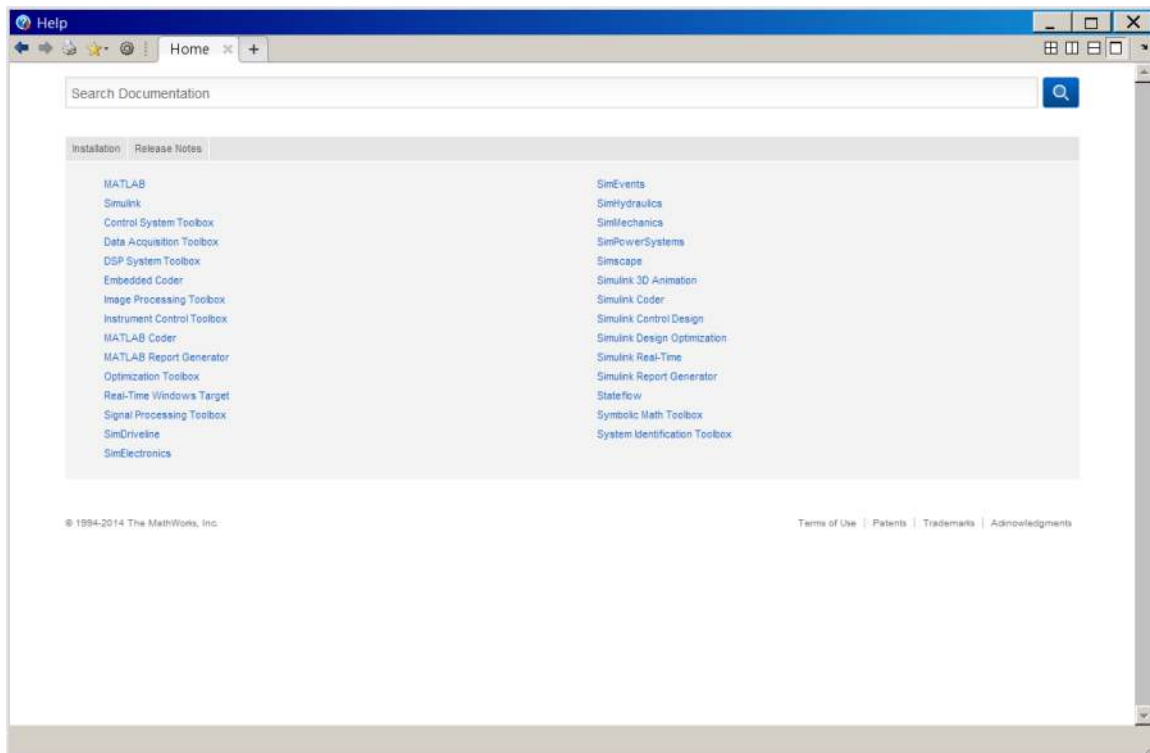 Help
Home
Search Documentation
Installation Release Notes
MATLAB
Simulink
Control System Toolbox
Data Acquisition Toolbox
DSP System Toolbox
Embedded Coder
Image Processing Toolbox
Instrument Control Toolbox
MATLAB Coder
MATLAB Report Generator
Optimization Toolbox
Real-Time Windows Target
Signal Processing Toolbox
SimDriveline
SimElectronics
SimEvents
SimHydraulics
SimMechanics
SimPowerSystems
Simscape
Simulink 3D Animation
Simulink Coder
Simulink Control Design
Simulink Design Optimization
Simulink Real-Time
Simulink Report Generator
Stateflow
Symbolic Math Toolbox
System Identification Toolbox
© 1994-2014 The MathWorks, Inc.
Terms of Use | Patents | Trademarks | Acknowledgments